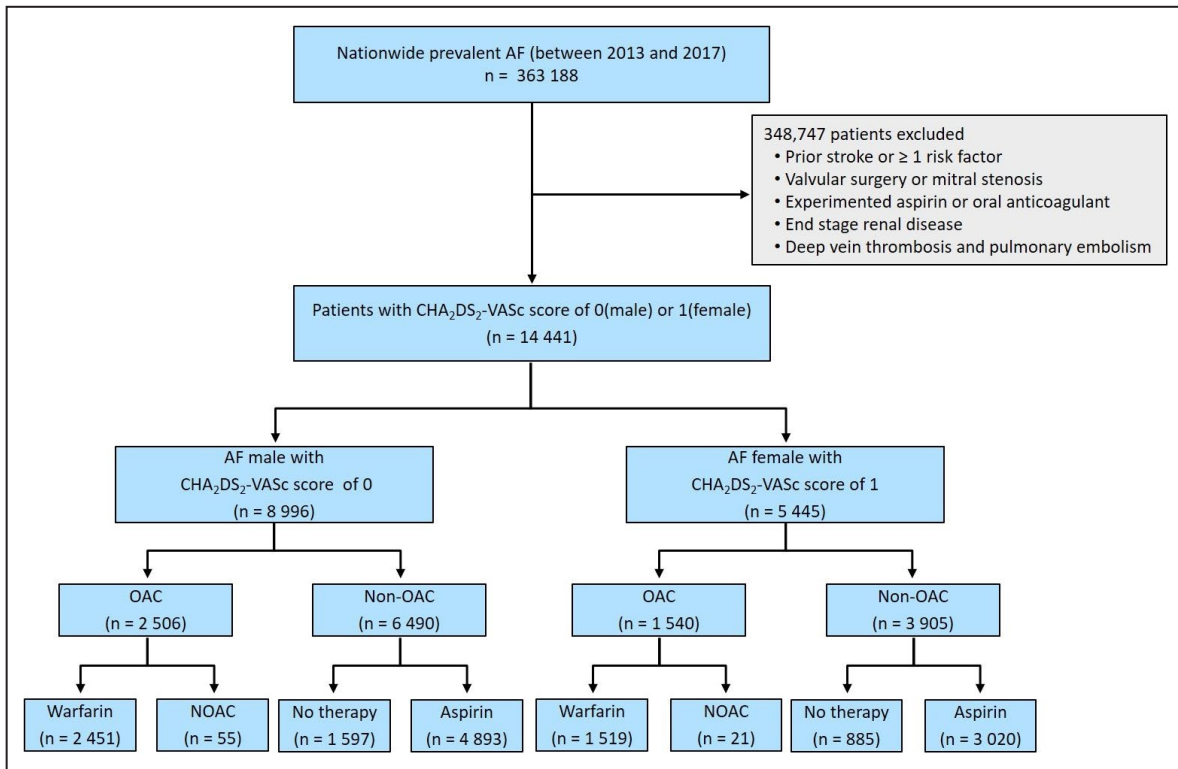 Nationwide prevalent AF (between 2013 and 2017)
n =  363 188
348,747 patients excluded
• Prior stroke or ≥ 1 risk factor
• Valvular surgery or mitral stenosis
• Experimented aspirin or oral anticoagulant
• End stage renal disease
• Deep vein thrombosis and pulmonary embolism
Patients with CHA₂DS₂-VASc score of 0(male) or 1(female)
(n = 14 441)
AF male with
CHA₂DS₂-VASc score  of 0
(n = 8 996)
AF female with
CHA₂DS₂-VASc score of 1
(n = 5 445)
OAC
(n = 2 506)
Non-OAC
(n = 6 490)
OAC
(n = 1 540)
Non-OAC
(n = 3 905)
Warfarin
(n = 2 451)
NOAC
(n = 55)
No therapy
(n = 1 597)
Aspirin
(n = 4 893)
Warfarin
(n = 1 519)
NOAC
(n = 21)
No therapy
(n = 885)
Aspirin
(n = 3 020)